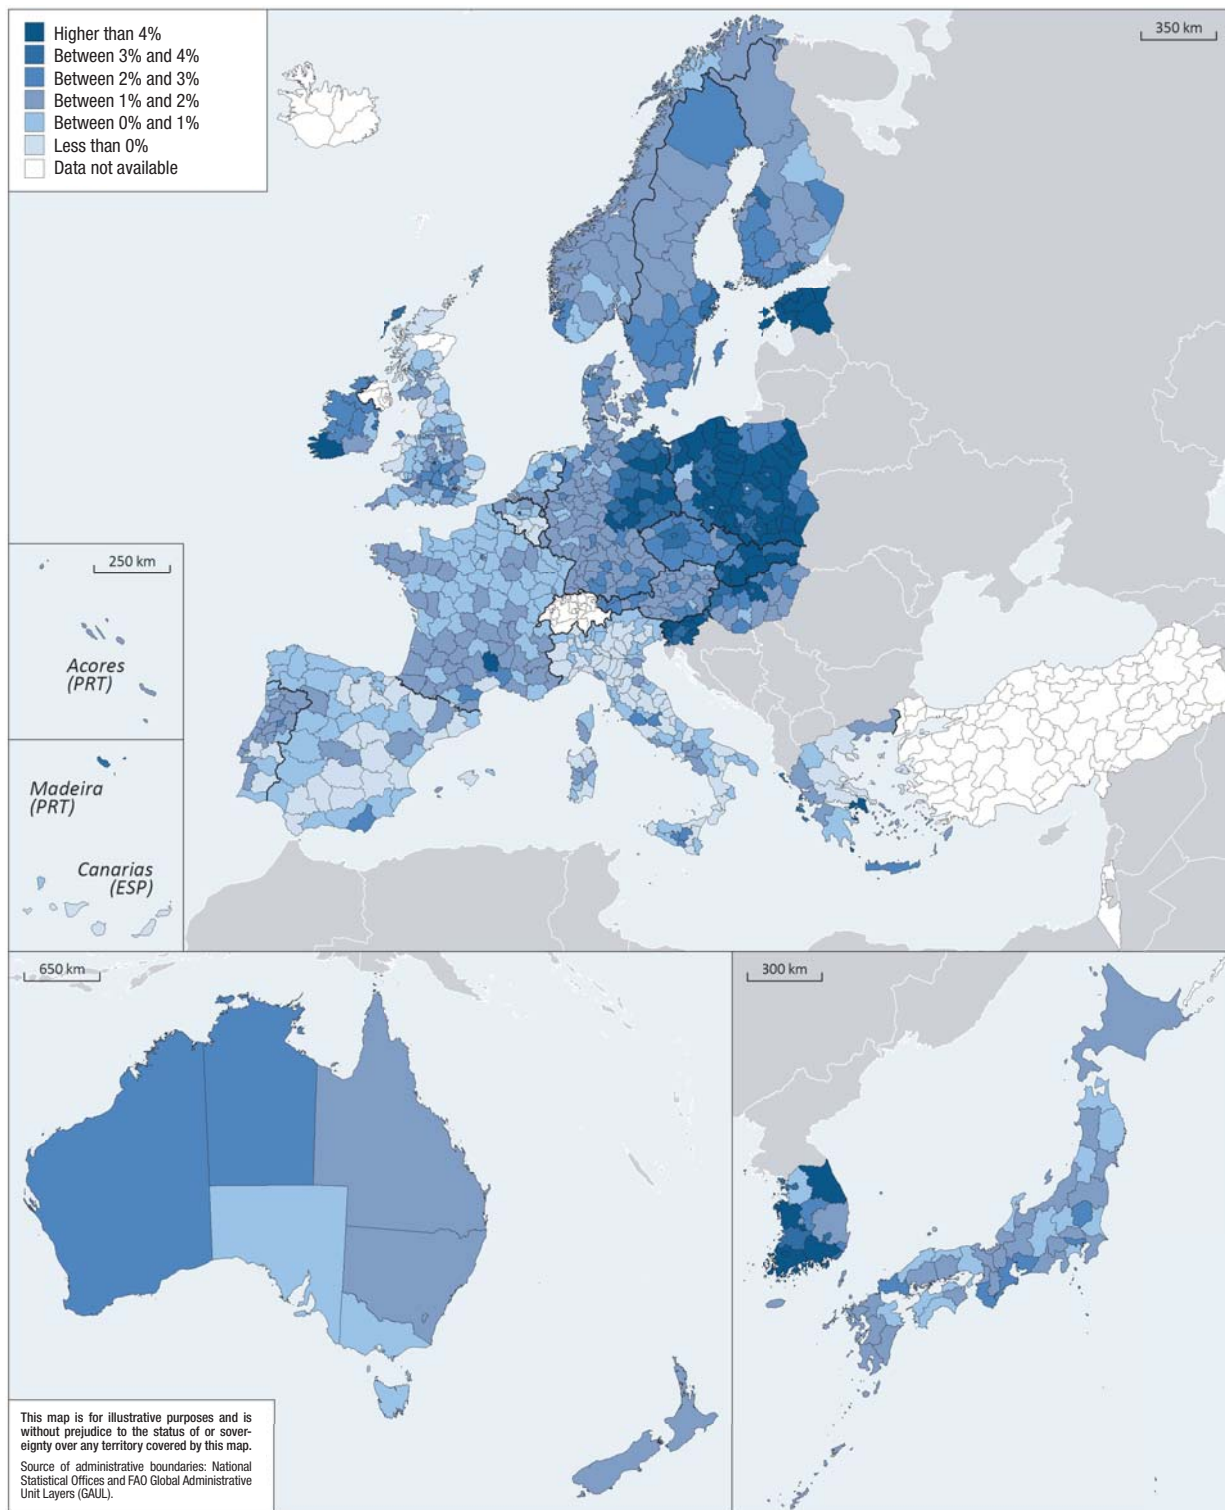 Higher than 4%
Between 3% and 4%
Between 2% and 3%
Between 1% and 2%
Between 0% and 1%
Less than 0%
Data not available
350 km
250 km
Acores
(PRT)
Madeira
(PRT)
Canarias
(ESP)
650 km
300 km
This map is for illustrative purposes and is
without prejudice to the status of or sover-
eignty over any territory covered by this map.
Source of administrative boundaries: National
Statistical Offices and FAO Global Administrative
Unit Layers (GAUL).